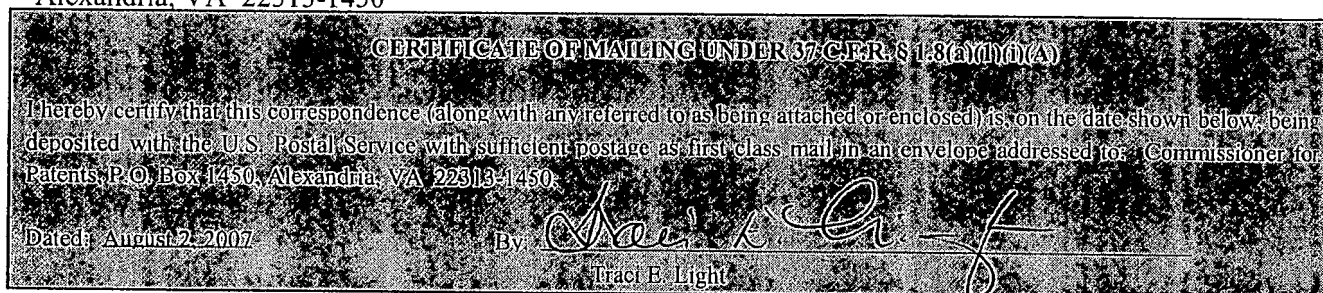 Alexandria, VA 22313-1450
CERTIFICATE OF MAILING UNDER 37 C.F.R. § 1.8(a)(1)(i)(A)
I hereby certify that this correspondence (along with any referred to as being attached or enclosed) is, on the date shown below, being
deposited with the U.S. Postal Service with sufficient postage as first class mail in an envelope addressed to: Commissioner for
Patents, P.O. Box 1450, Alexandria, VA 22313-1450.
Dated: August 2, 2007 By
Traci E. Light